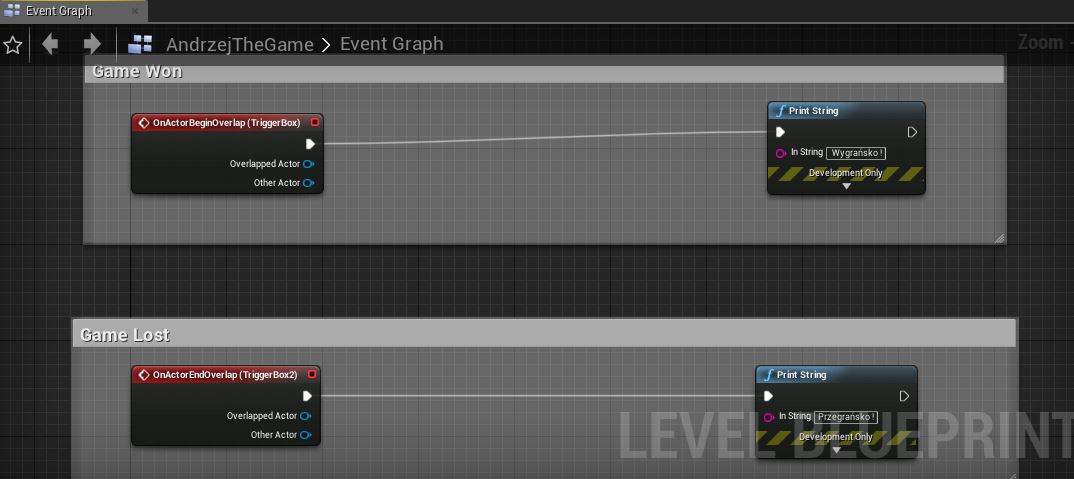 Event Graph
AndrzejTheGame > Event Graph
Zoom -
Game Won
OnActorBeginOverlap (TriggerBox)
Overlapped Actor
Other Actor
f Print String
In String Wygrańsko !
Development Only
Game Lost
OnActorEndOverlap (TriggerBox2)
Overlapped Actor
Other Actor
f Print String
In String Przegrańsko !
Development Only
LEVEL BLUEPRINT